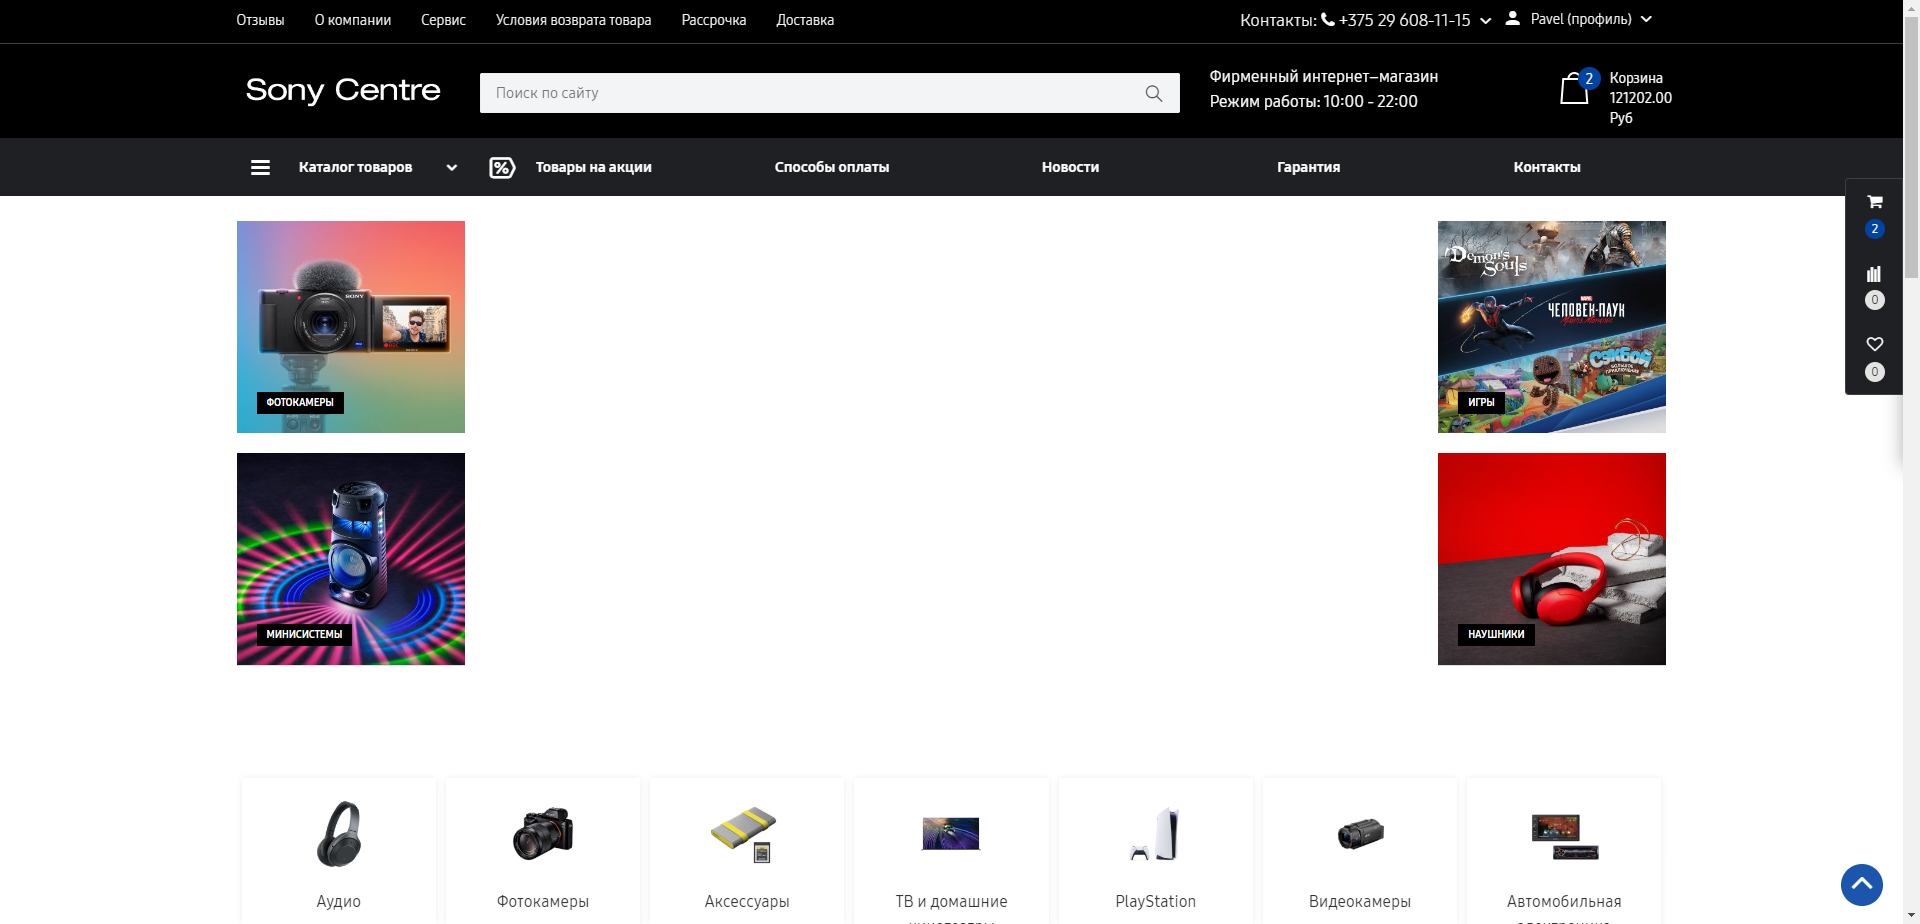 Отзывы
О компании
Сервис
Условия возврата товара
Рассрочка
Доставка
Контакты: +375 29 608-11-15
Pavel (профиль)
Sony Centre
Поиск по сайту
Фирменный интернет–магазин
Режим работы: 10:00 - 22:00
2
Корзина
121202.00
Руб
Каталог товаров
Товары на акции
Способы оплаты
Новости
Гарантия
Контакты
2
0
0
SONY
ФОТОКАМЕРЫ
Demon's
Souls
MARVEL
ЧЕЛОВЕК-ПАУК
СЭКБОЙ
ИГРЫ
МИНИСИСТЕМЫ
НАУШНИКИ
Аудио
Фотокамеры
Аксессуары
ТВ и домашние
PlayStation
Видеокамеры
Автомобильная